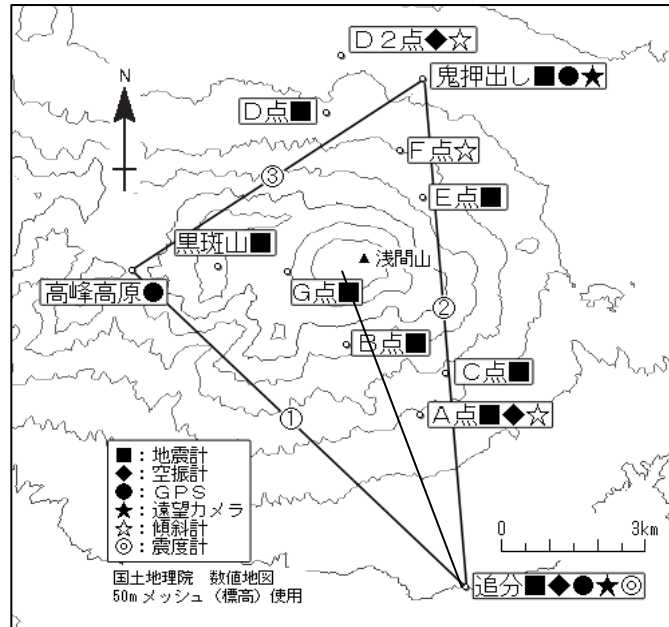 D2点◆☆
鬼押出し■●★
N
D点■
F点☆
③
E点■
黒斑山■
▲浅間山
高峰高原●
G点■
②
B点■
C点■
①
A点■◆☆
■：地震計
◆：空振計
●：GPS
★：遠望カメラ
☆：傾斜計
◎：震度計
0 3km
国土地理院 数値地図
50mメッシュ（標高）使用
追分■◆●★◎